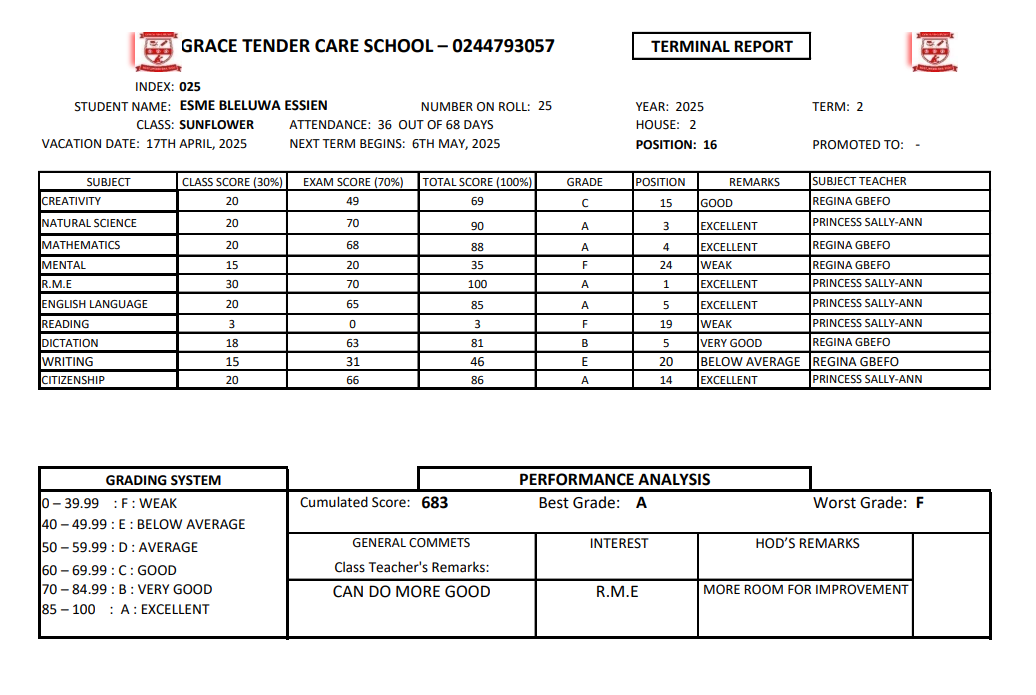 GRACE TENDER CARE SCHOOL – 0244793057 TERMINAL REPORT
INDEX: 025
STUDENT NAME: ESME BLELUWA ESSIEN NUMBER ON ROLL: 25 YEAR: 2025 TERM: 2
CLASS: SUNFLOWER ATTENDANCE: 36 OUT OF 68 DAYS HOUSE: 2
VACATION DATE: 17TH APRIL, 2025 NEXT TERM BEGINS: 6TH MAY, 2025 POSITION: 16 PROMOTED TO: -
SUBJECT CLASS SCORE (30%) EXAM SCORE (70%) TOTAL SCORE (100%) GRADE POSITION REMARKS SUBJECT TEACHER
CREATIVITY 20 49 69 C 15 GOOD REGINA GBEFO
NATURAL SCIENCE 20 70 90 A 3 EXCELLENT PRINCESS SALLY-ANN
MATHEMATICS 20 68 88 A 4 EXCELLENT REGINA GBEFO
MENTAL 15 20 35 F 24 WEAK REGINA GBEFO
R.M.E 30 70 100 A 1 EXCELLENT PRINCESS SALLY-ANN
ENGLISH LANGUAGE 20 65 85 A 5 EXCELLENT PRINCESS SALLY-ANN
READING 3 0 3 F 19 WEAK PRINCESS SALLY-ANN
DICTATION 18 63 81 B 5 VERY GOOD REGINA GBEFO
WRITING 15 31 46 E 20 BELOW AVERAGE REGINA GBEFO
CITIZENSHIP 20 66 86 A 14 EXCELLENT PRINCESS SALLY-ANN
GRADING SYSTEM
0 – 39.99 : F : WEAK
40 – 49.99 : E : BELOW AVERAGE
50 – 59.99 : D : AVERAGE
60 – 69.99 : C : GOOD
70 – 84.99 : B : VERY GOOD
85 – 100 : A : EXCELLENT
PERFORMANCE ANALYSIS
Cumulated Score: 683 Best Grade: A Worst Grade: F
GENERAL COMMETS INTEREST HOD'S REMARKS
Class Teacher's Remarks:
CAN DO MORE GOOD R.M.E MORE ROOM FOR IMPROVEMENT